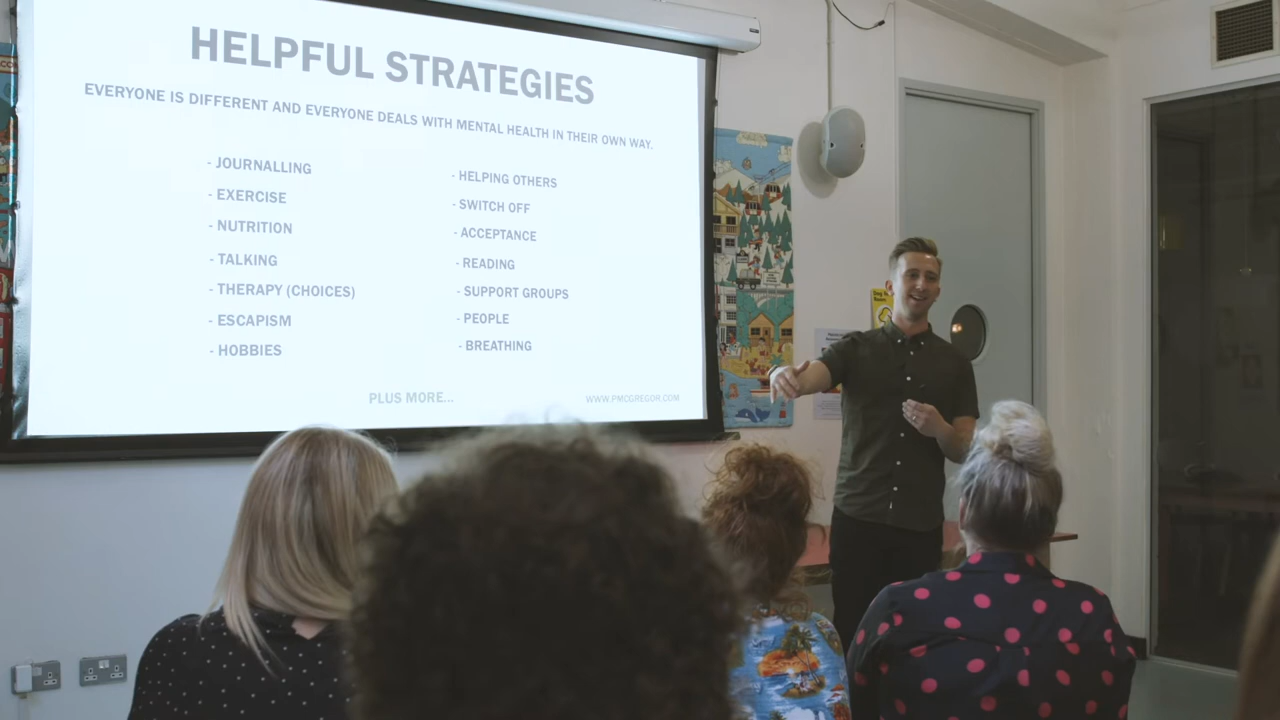 HELPFUL STRATEGIES
EVERYONE IS DIFFERENT AND EVERYONE DEALS WITH MENTAL HEALTH IN THEIR OWN WAY.
- JOURNALLING
- EXERCISE
- NUTRITION
- TALKING
- THERAPY (CHOICES)
- ESCAPISM
- HOBBIES
- HELPING OTHERS
- SWITCH OFF
- ACCEPTANCE
- READING
- SUPPORT GROUPS
- PEOPLE
- BREATHING
PLUS MORE...
WWW.PMCGREGOR.COM